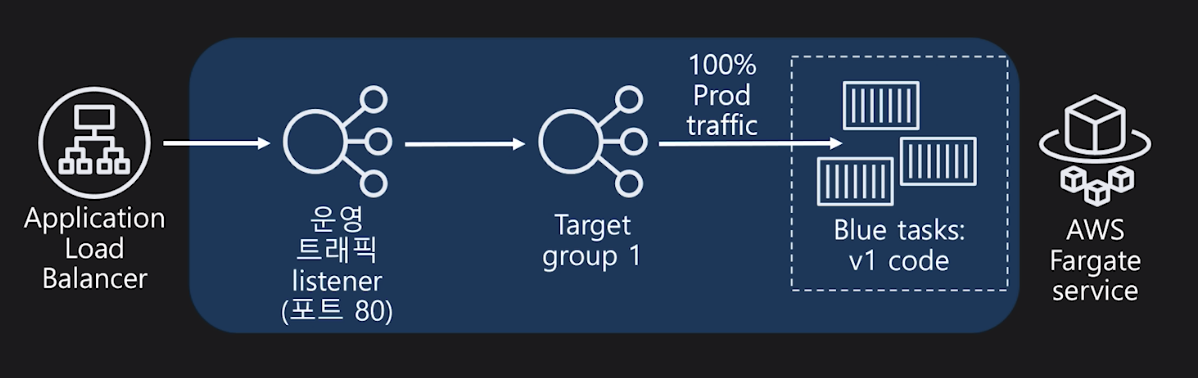 Application
Load
Balancer
운영
트래픽
listener
(포트 80)
Target
group 1
100%
Prod
traffic
Blue tasks:
v1 code
AWS
Fargate
service